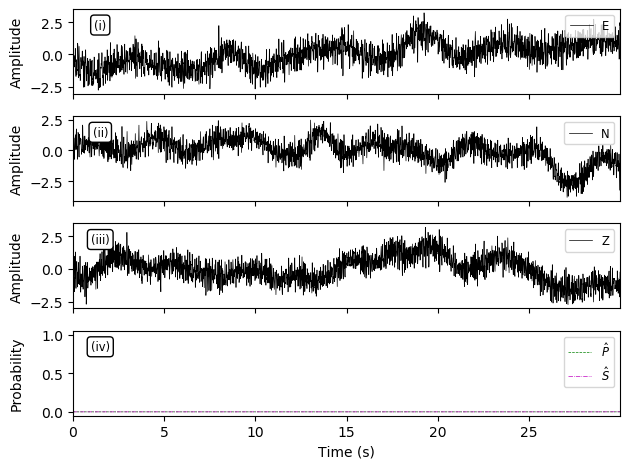 (i)
E
Amplitude
2.5
0.0
−2.5
(ii)
N
Amplitude
2.5
0.0
−2.5
(iii)
Z
Amplitude
2.5
0.0
−2.5
(iv)
P̂
Ŝ
Probability
1.0
0.5
0.0
0 5 10 15 20 25
Time (s)